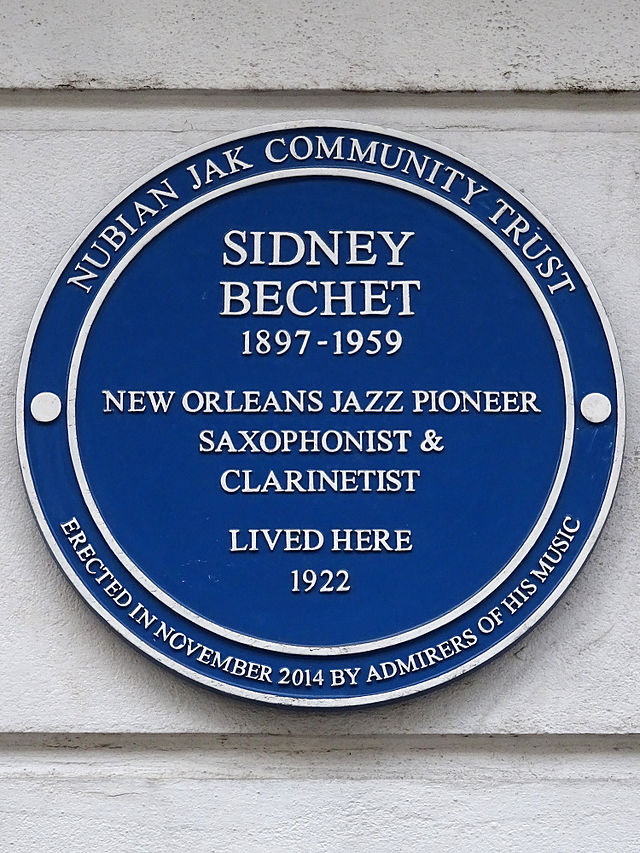 NUBIAN JAK COMMUNITY TRUST
SIDNEY
BECHET
1897-1959
NEW ORLEANS JAZZ PIONEER
SAXOPHONIST &
CLARINETIST
LIVED HERE
1922
ERECTED IN NOVEMBER 2014 BY ADMIRERS OF HIS MUSIC